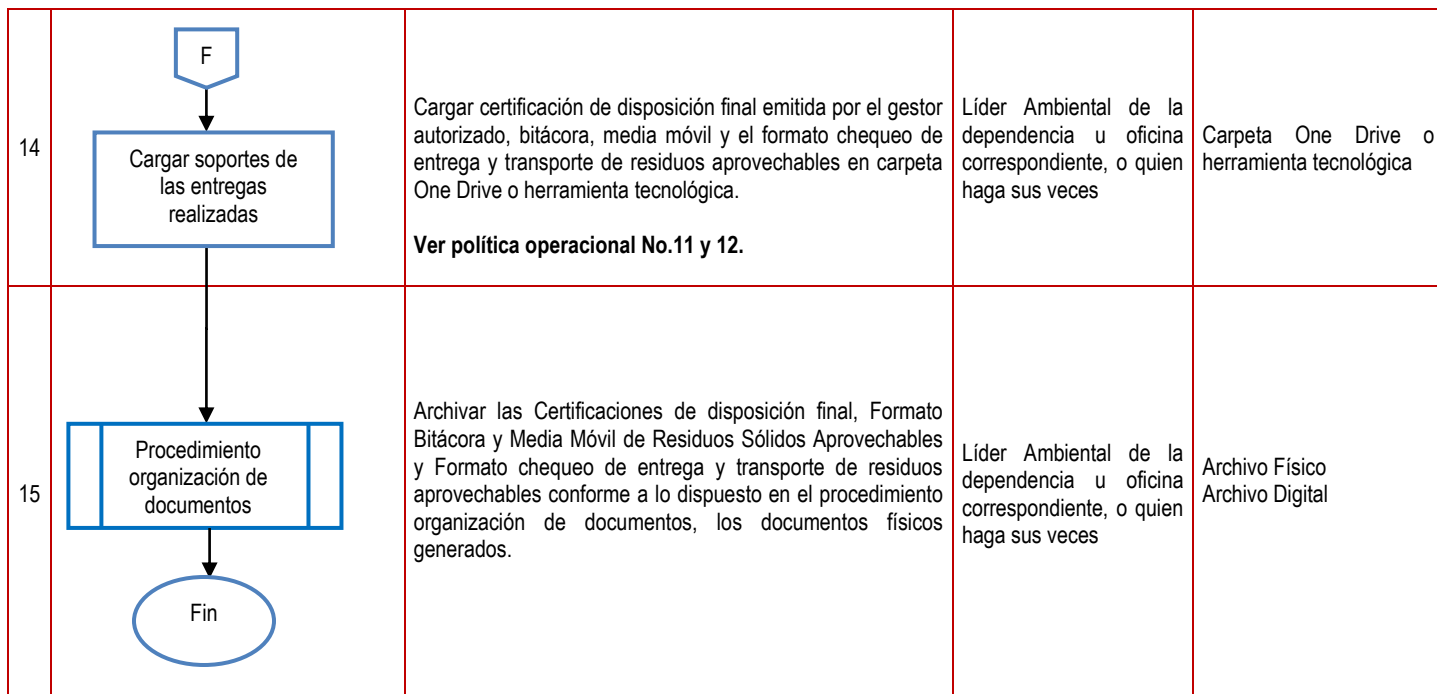 14
F
Cargar soportes de
las entregas
realizadas
Cargar certificación de disposición final emitida por el gestor
autorizado, bitácora, media móvil y el formato chequeo de
entrega y transporte de residuos aprovechables en carpeta
One Drive o herramienta tecnológica.
Ver política operacional No.11 y 12.
Líder Ambiental de la
dependencia u oficina
correspondiente, o quien
haga sus veces
Carpeta One Drive o
herramienta tecnológica
15
Procedimiento
organización de
documentos
Fin
Archivar las Certificaciones de disposición final, Formato
Bitácora y Media Móvil de Residuos Sólidos Aprovechables
y Formato chequeo de entrega y transporte de residuos
aprovechables conforme a lo dispuesto en el procedimiento
organización de documentos, los documentos físicos
generados.
Líder Ambiental de la
dependencia u oficina
correspondiente, o quien
haga sus veces
Archivo Físico
Archivo Digital